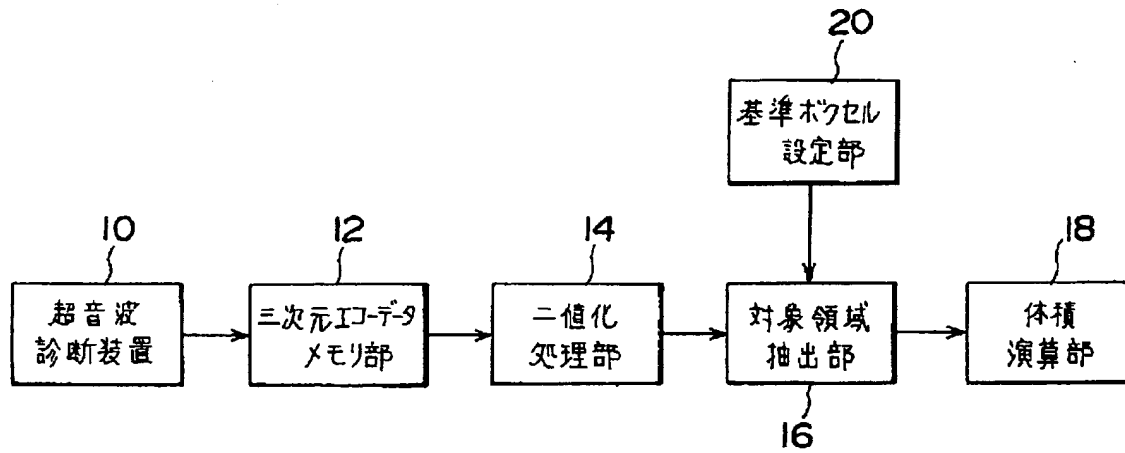 20
基準ボクセル
設定部
10
12
14
18
超音波
診断装置
三次元エコーデータ
メモリ部
二値化
処理部
対象領域
抽出部
体積
演算部
16